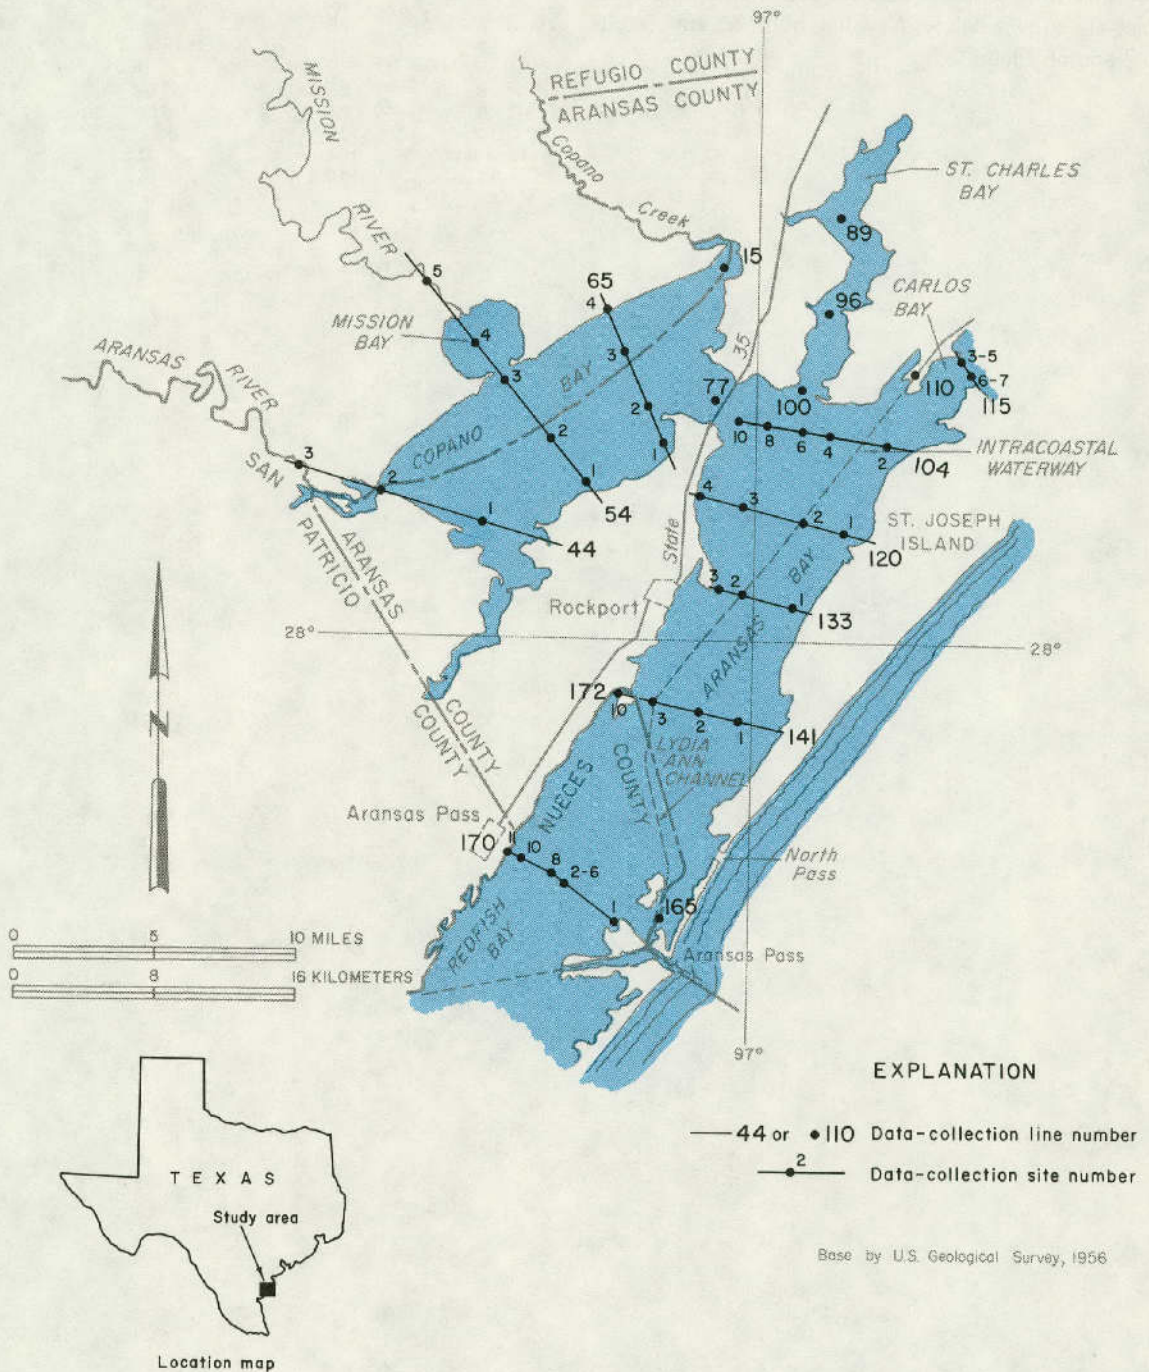 97°
REFUGIO COUNTY
ARANSAS COUNTY
MISSION
RIVER
Copano
Creek
ST. CHARLES
BAY
89
15
65
4
3
2
1
5
4
3
2
1
54
MISSION
BAY
ARANSAS
RIVER
CARLOS
BAY
96
35
State
77
100
110
3-5
6-7
115
10
8
6
4
2
104
INTRACOASTAL
WATERWAY
COPANO
BAY
3
2
1
44
SAN
PATRICIO
COUNTY
ARANSAS
COUNTY
4
3
2
1
120
ST. JOSEPH
ISLAND
3
2
1
133
Rockport
28°
28°
ARANSAS
BAY
172
10
3
2
1
141
LYDIA
ANN
CHANNEL
NUECES
COUNTY
Aransas Pass
170
11
10
8
2-6
1
165
North
Pass
REDFISH
BAY
Aransas Pass
97°
N
0 5 10 MILES
0 8 16 KILOMETERS
EXPLANATION
44 or 110 Data-collection line number
2
Data-collection site number
Base by U.S. Geological Survey, 1956
TEXAS
Study area
Location map